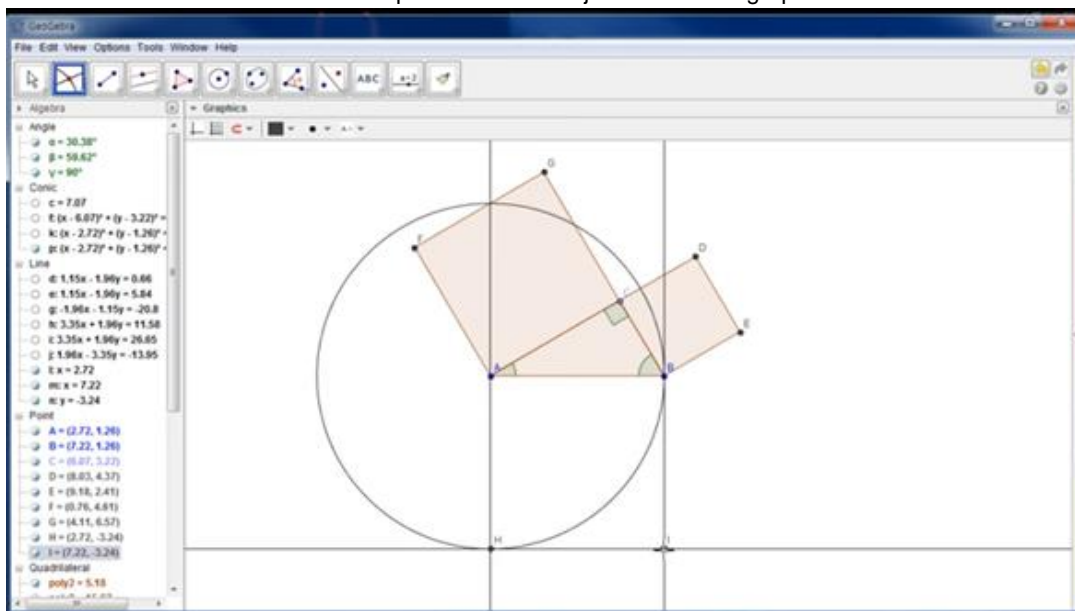 GeoGebra
File Edit View Options Tools Window Help
ABC
a=2
Algebra
Graphics
Angle
α = 30.38°
β = 59.62°
γ = 90°
Conic
c = 7.07
f: (x - 6.07)² + (y - 3.22)² =
k: (x - 2.72)² + (y - 1.26)² =
p: (x - 2.72)² + (y - 1.26)² =
Line
d: 1.15x - 1.96y = 0.66
e: 1.15x - 1.96y = 5.84
g: -1.96x - 1.15y = -20.8
h: 3.35x + 1.96y = 11.58
i: 3.35x + 1.96y = 26.65
j: 1.96x - 3.35y = -13.95
l: x = 2.72
m: x = 7.22
n: y = -3.24
Point
A = (2.72, 1.26)
B = (7.22, 1.26)
C = (6.07, 3.22)
D = (8.03, 4.37)
E = (9.18, 2.41)
F = (0.76, 4.61)
G = (4.11, 6.57)
H = (2.72, -3.24)
I = (7.22, -3.24)
Quadrilateral
poly2 = 5.18
G
F
D
C
E
A
B
H
I